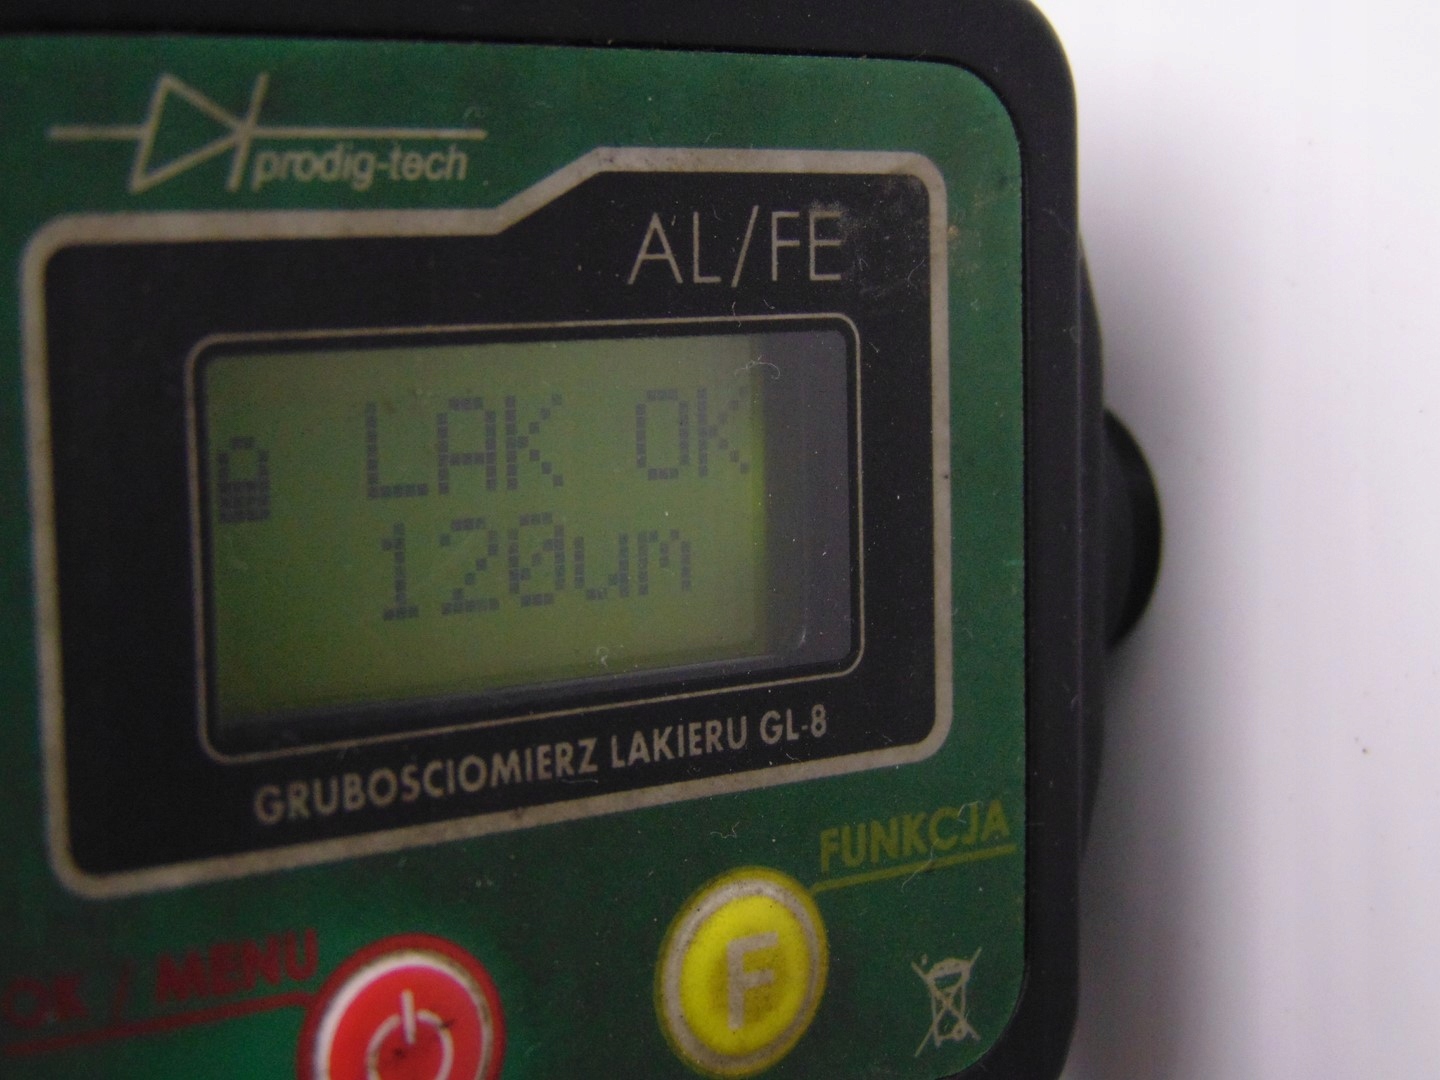 prodig-tech
AL/FE
LAK OK
120um
GRUBOSCIOMIERZ LAKIERU GL-8
FUNKCJA
OK / MENU
F